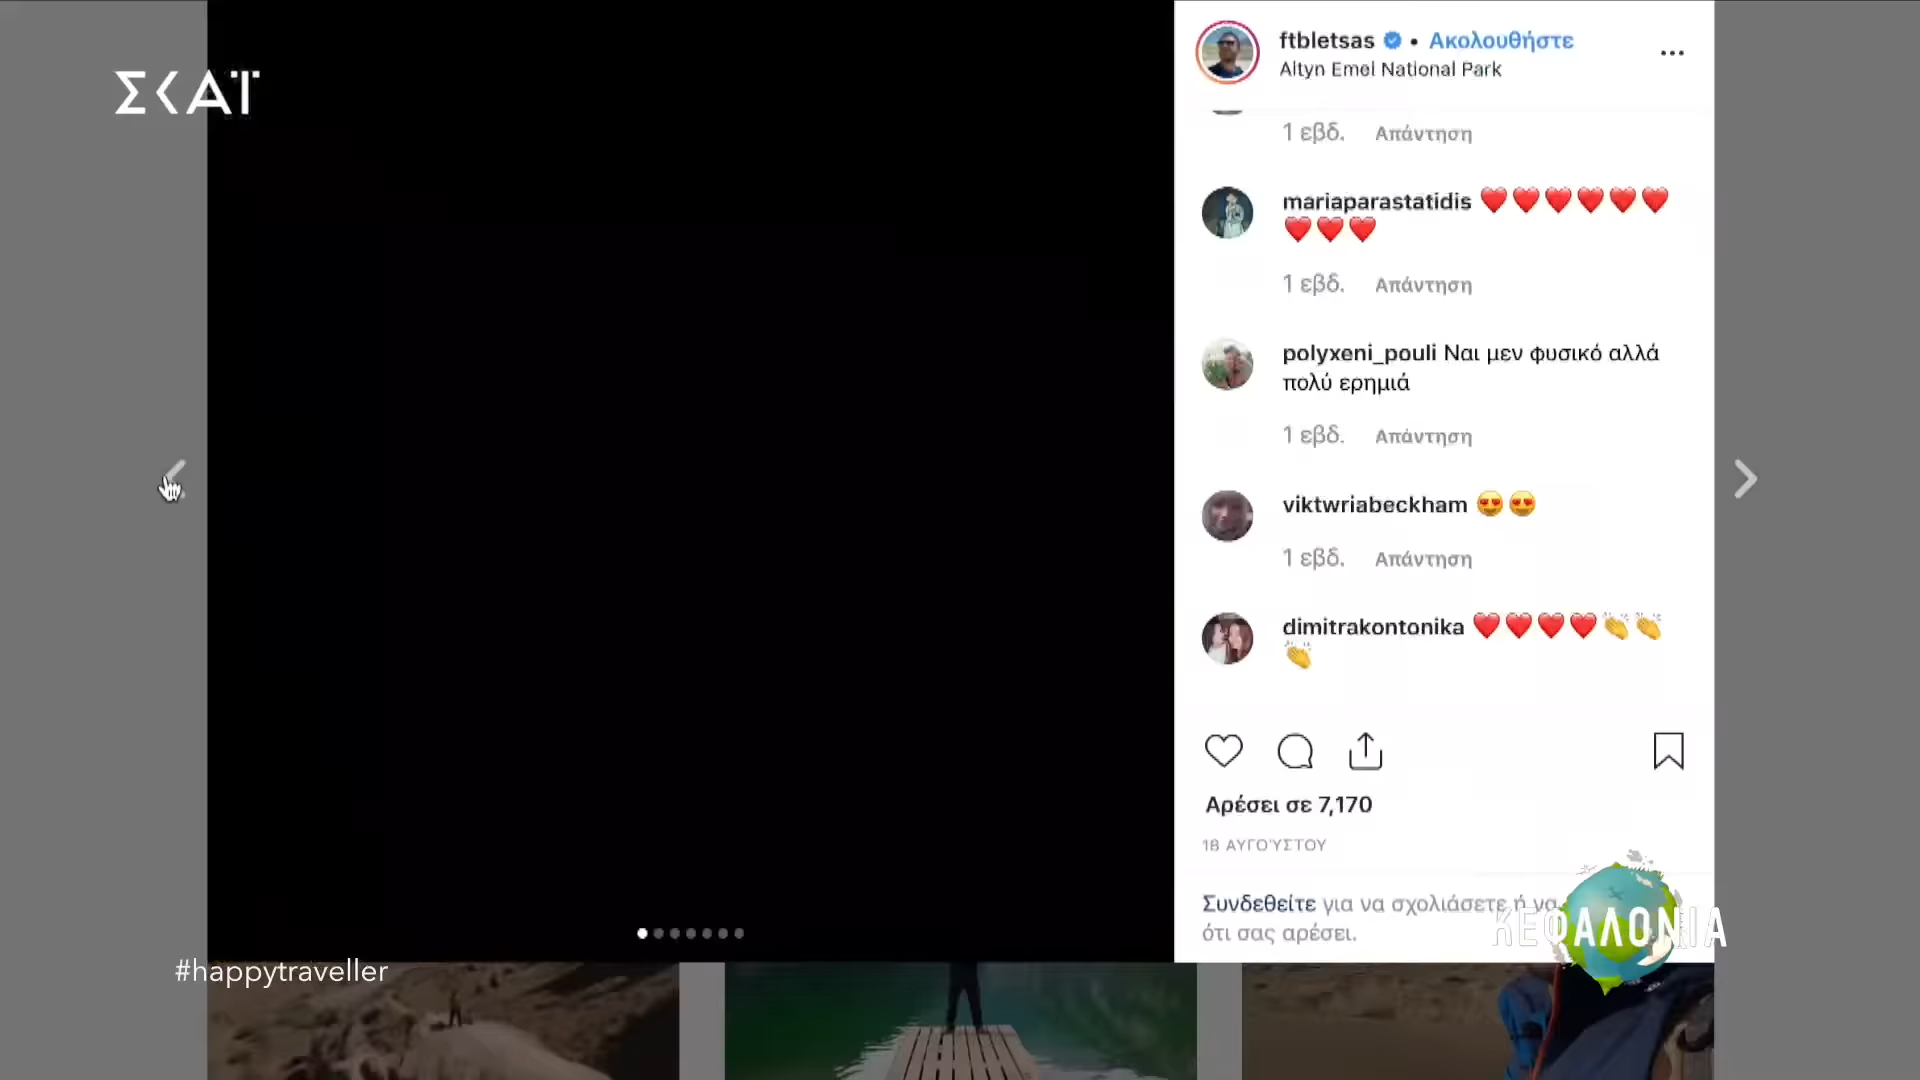 ΣΚΑΪ
ftbletsas • Ακολουθήστε
Altyn Emel National Park
1 εβδ. Απάντηση
mariaparastatidis ❤️❤️❤️❤️❤️❤️
❤️❤️❤️
1 εβδ. Απάντηση
polyxeni_pouli Ναι μεν φυσικό αλλά
πολύ ερημιά
1 εβδ. Απάντηση
viktwriabeckham 😍😍
1 εβδ. Απάντηση
dimitrakontonika ❤️❤️❤️❤️👏👏
👏
Αρέσει σε 7,170
18 ΑΥΓΟΎΣΤΟΥ
Συνδεθείτε για να σχολιάσετε ή να
ότι σας αρέσει.
ΚΕΦΑΛΟΝΙΑ
#happytraveller